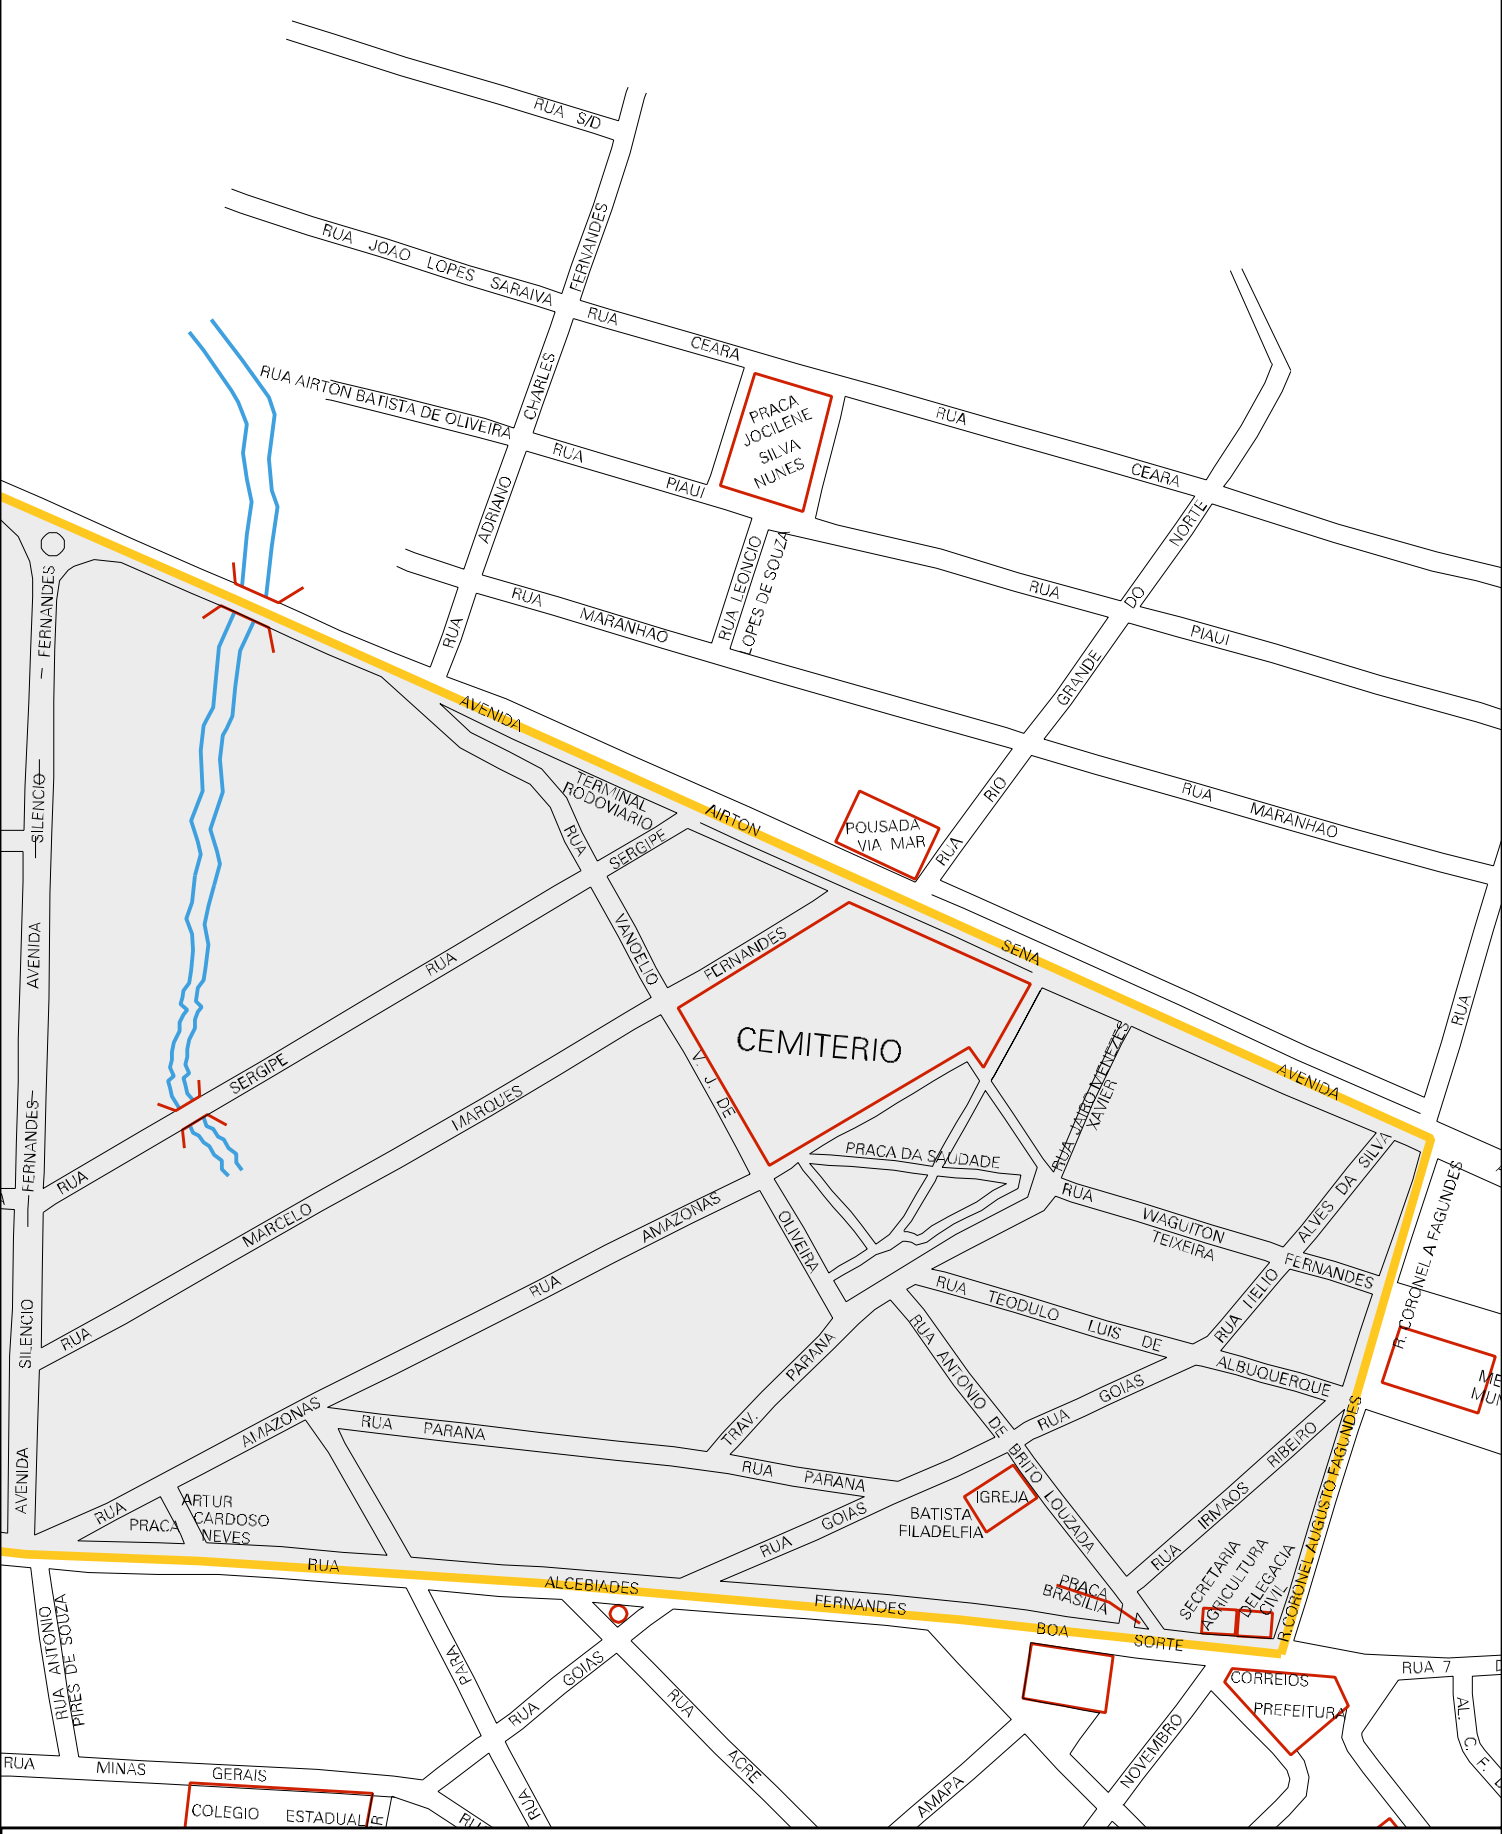 RUA S/D
RUA JOAO LOPES SARAIVA
FERNANDES
RUA CEARA
RUA AIRTON BATISTA DE OLIVEIRA
CHARLES
PRACA
JOCILENE
SILVA
NUNES
RUA CEARA
RUA PIAUI
ADRIANO
NORTE
RUA LEONCIO
LOPES DE SOUZA
RUA
DO
FERNANDES
RUA MARANHAO
RUA
PIAUI
GRANDE
AVENIDA
TERMINAL
RODOVIARIO
SILENCIO
AIRTON
RIO
RUA MARANHAO
POUSADA
VIA MAR
RUA
RUA
SERGIPE
VANOELIO
FERNANDES
SENA
AVENIDA
RUA
RUA
CEMITERIO
V. J. DE
SERGIPE
RUA JAIRO MENEZES
XAVIER
AVENIDA
MARQUES
FERNANDES
RUA
PRACA DA SAUDADE
RUA
WAGUITON
TEIXEIRA
ALVES DA SILVA
R. CORONEL A FAGUNDES
MARCELO
AMAZONAS
OLIVEIRA
FERNANDES
RUA
RUA TEODULO LUIS DE
RUA HELIO
ALBUQUERQUE
SILENCIO
RUA
TRAV. PARANA
RUA ANTONIO DE BRITO LOUZADA
RUA GOIAS
AMAZONAS
RUA PARANA
RUA PARANA
AVENIDA
RUA
PRACA
ARTUR
CARDOSO
NEVES
IGREJA
BATISTA
FILADELFIA
RUA GOIAS
RUA IRMAOS RIBEIRO
R.CORONEL AUGUSTO FAGUNDES
SECRETARIA
AGRICULTURA
DELEGACIA
CIVIL
PRACA
BRASILIA
RUA ALCEBIADES FERNANDES BOA SORTE
RUA ANTONIO
PIRES DE SOUZA
PARA
RUA GOIAS
RUA ACRE
CORREIOS
PREFEITURA
RUA 7
AL. C. F.
NOVEMBRO
AMAPA
RUA MINAS GERAIS
COLEGIO ESTADUAL
RUA